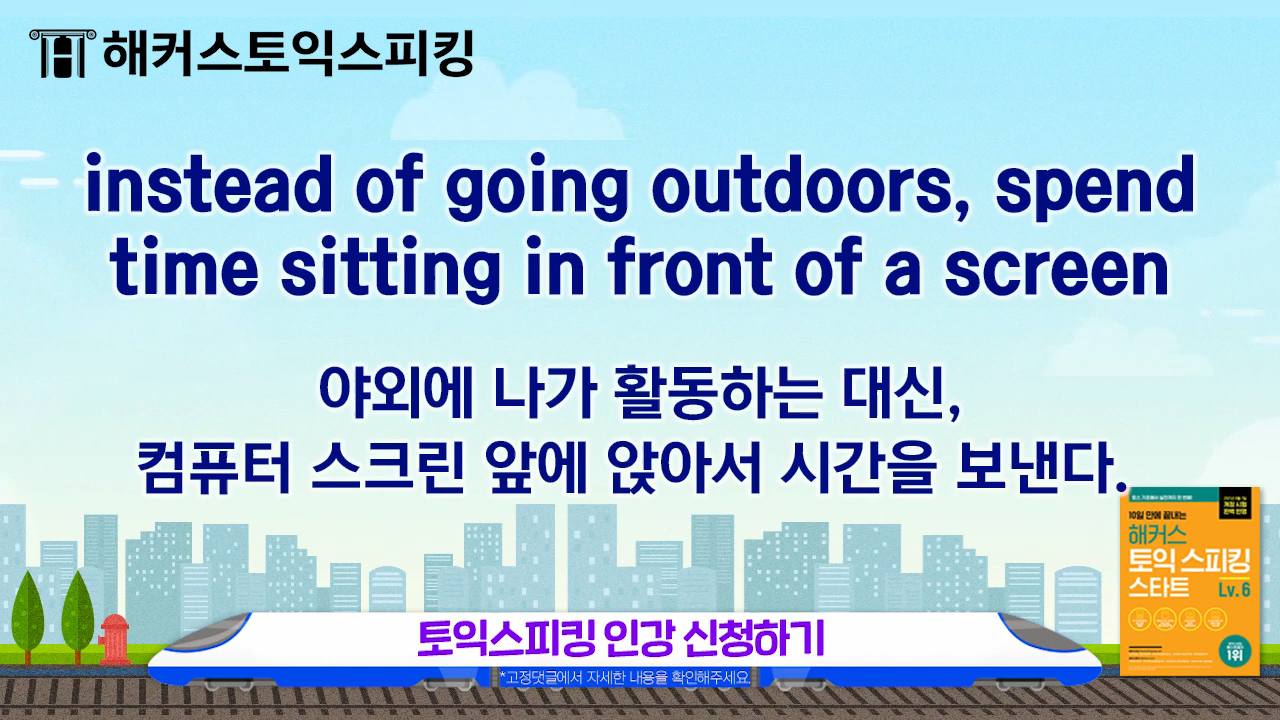 해커스토익스피킹
instead of going outdoors, spend
time sitting in front of a screen
야외에 나가 활동하는 대신,
컴퓨터 스크린 앞에 앉아서 시간을 보낸다.
10일 만에 끝내는
해커스
토익 스피킹
스타트
Lv. 6
1위
토익스피킹 인강 신청하기
*고정댓글에서 자세한 내용을 확인해주세요.